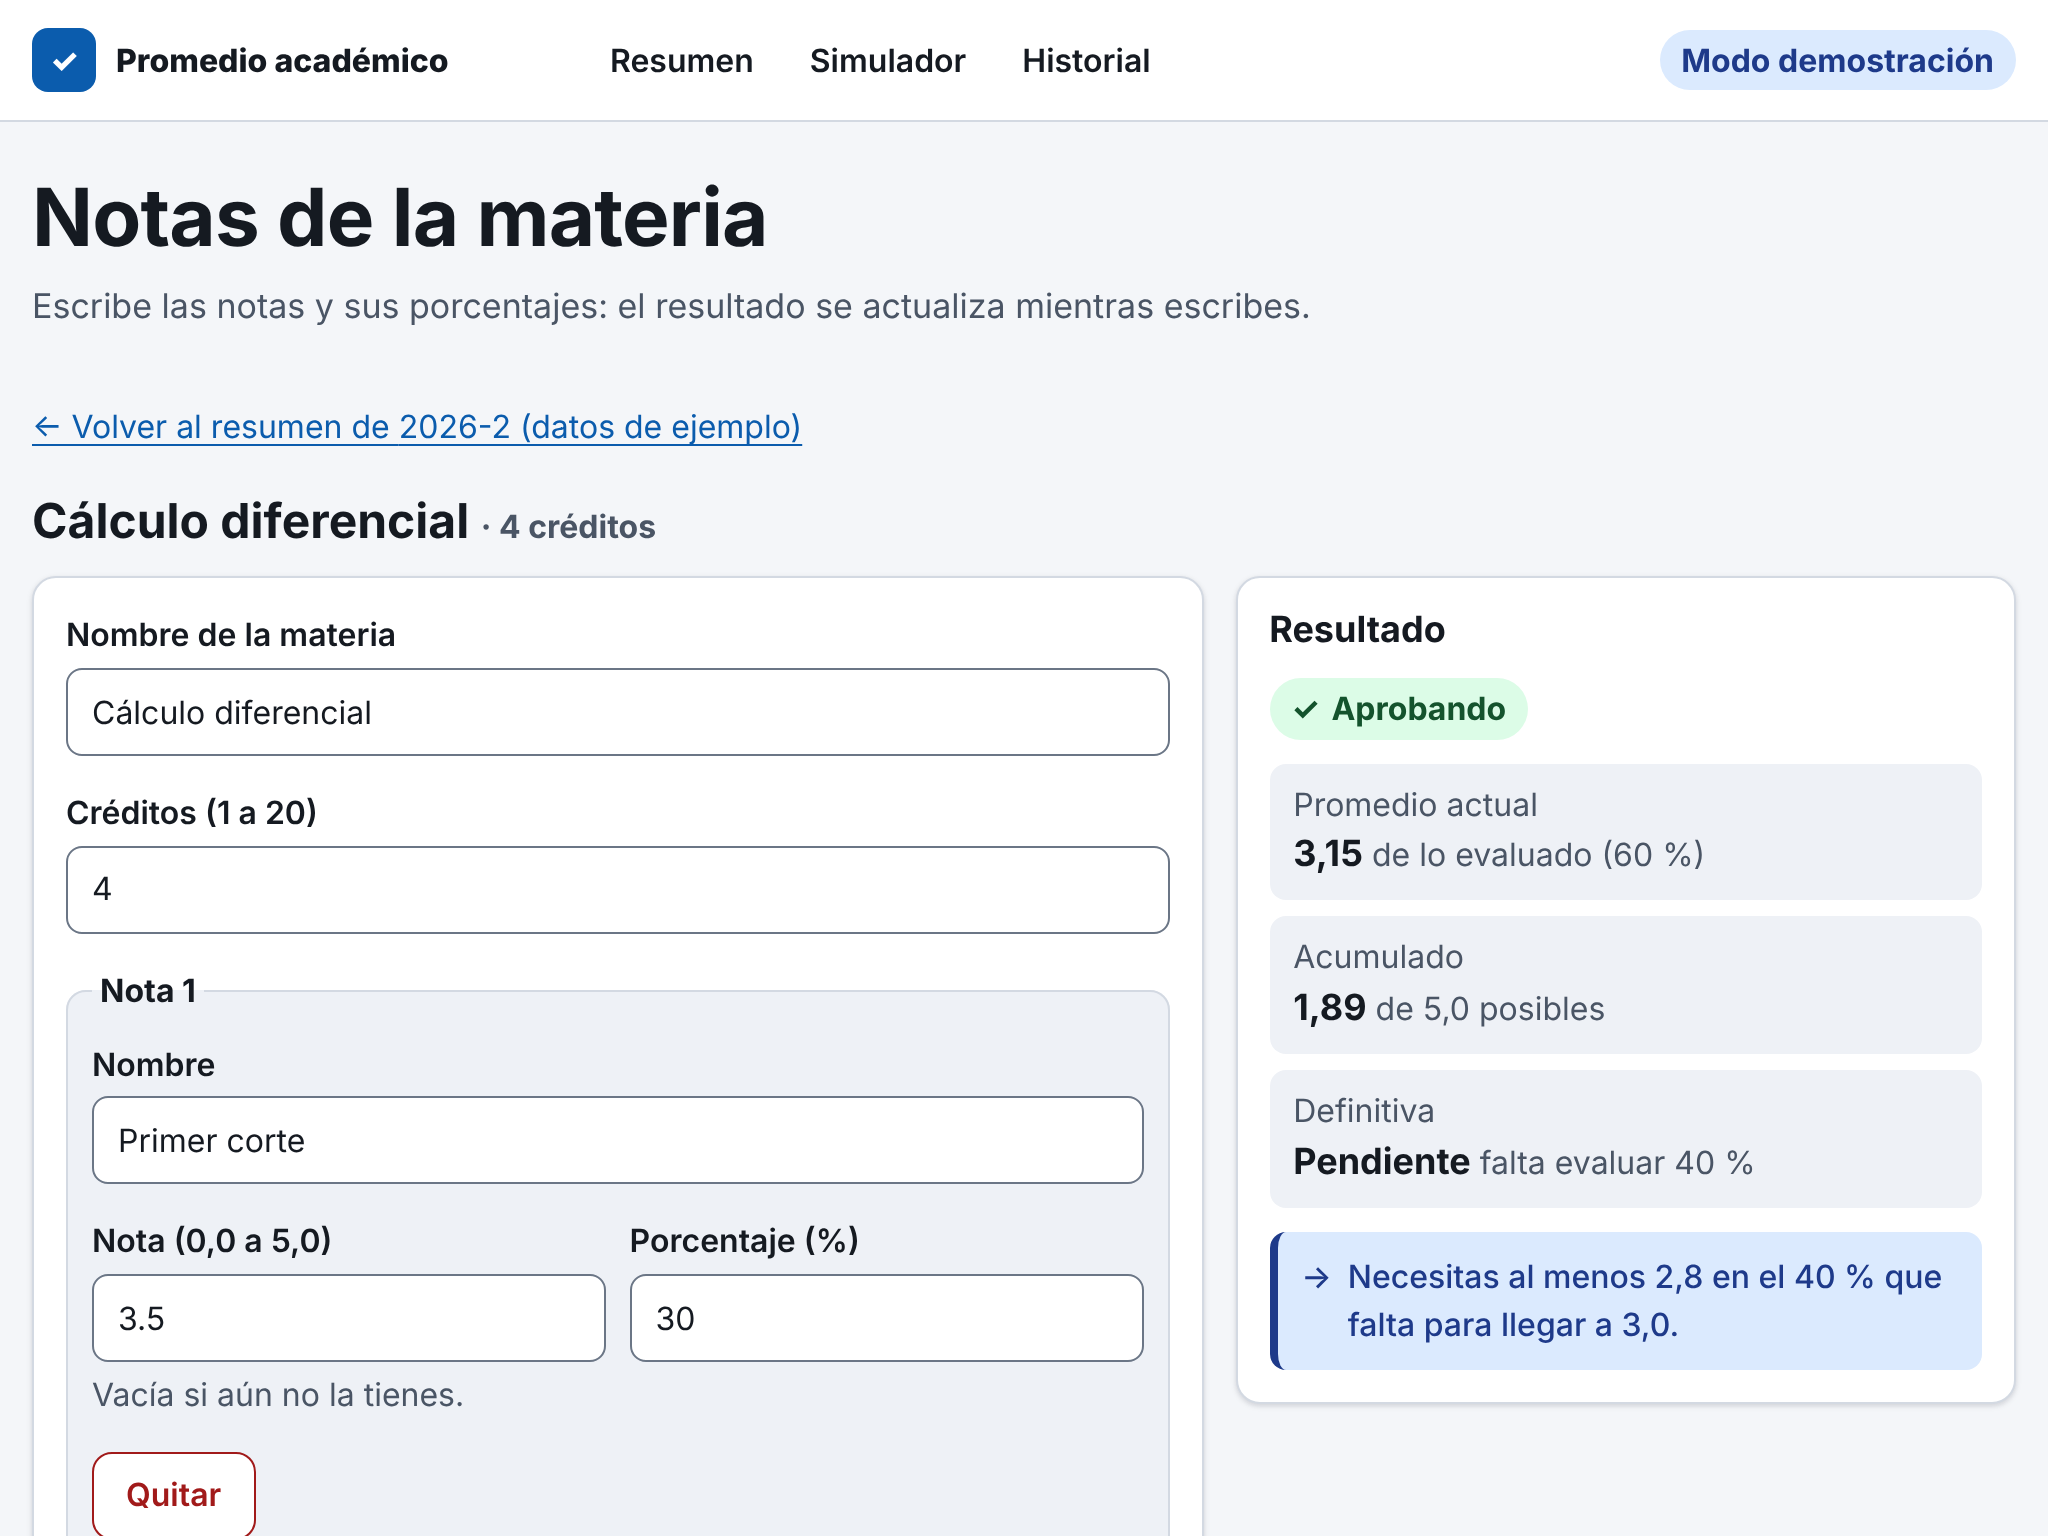 Promedio académico
Resumen
Simulador
Historial
Modo demostración
Notas de la materia
Escribe las notas y sus porcentajes: el resultado se actualiza mientras escribes.
← Volver al resumen de 2026-2 (datos de ejemplo)
Cálculo diferencial · 4 créditos
Nombre de la materia
Cálculo diferencial
Créditos (1 a 20)
4
Nota 1
Nombre
Primer corte
Nota (0,0 a 5,0)
Porcentaje (%)
3.5
30
Vacía si aún no la tienes.
Quitar
Resultado
✓ Aprobando
Promedio actual
3,15 de lo evaluado (60 %)
Acumulado
1,89 de 5,0 posibles
Definitiva
Pendiente falta evaluar 40 %
→ Necesitas al menos 2,8 en el 40 % que
falta para llegar a 3,0.